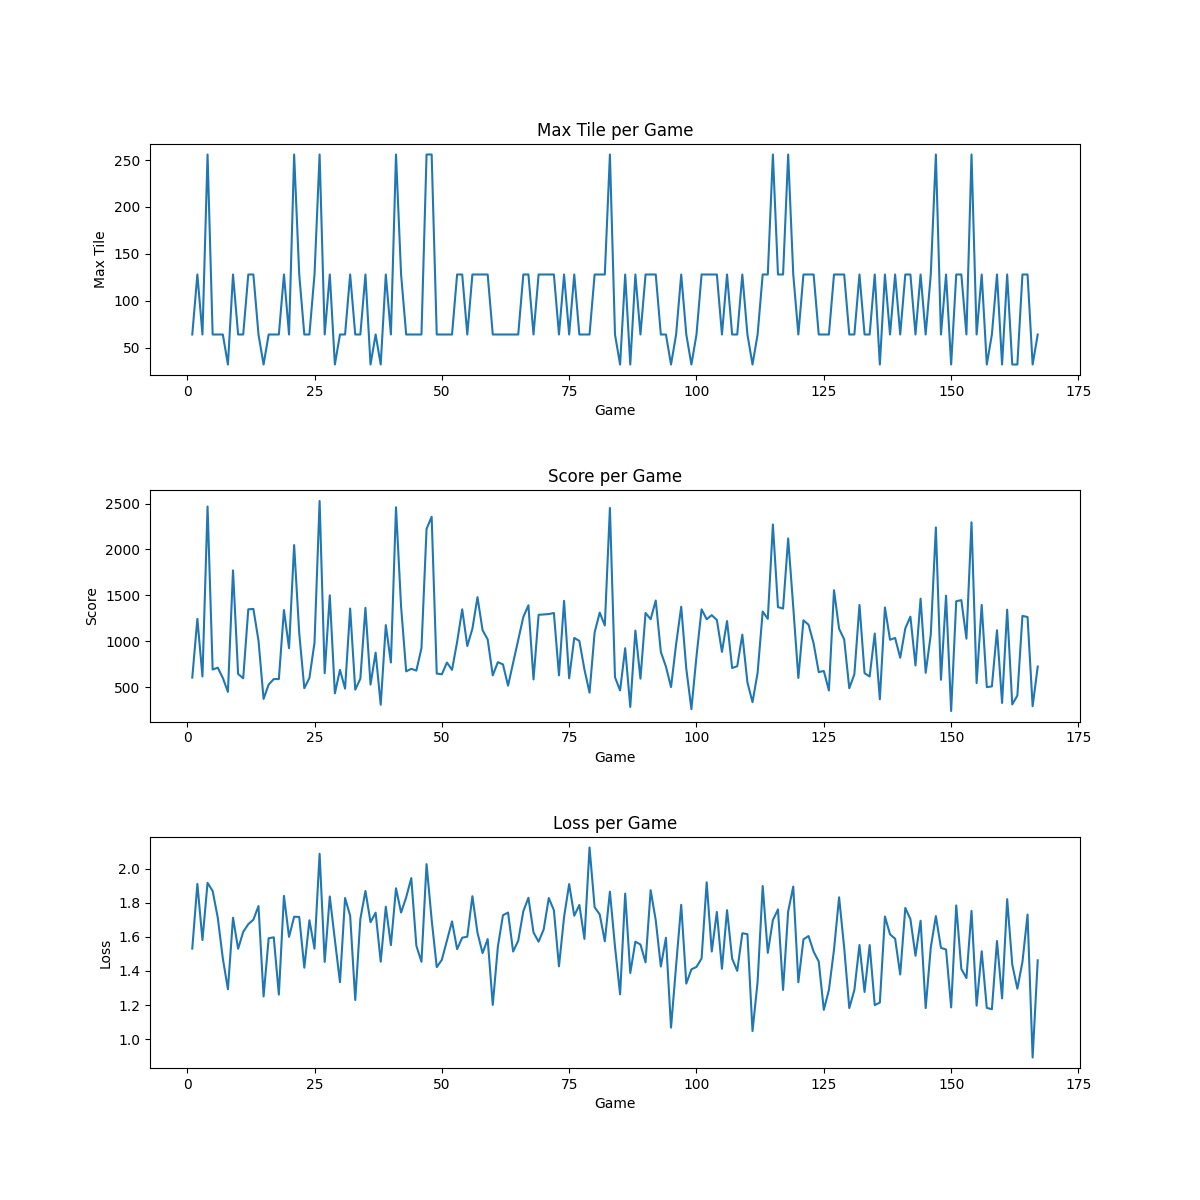 Max Tile per Game
Max Tile
250
200
150
100
50
0 25 50 75 100 125 150 175
Game
Score per Game
Score
2500
2000
1500
1000
500
0 25 50 75 100 125 150 175
Game
Loss per Game
Loss
2.0
1.8
1.6
1.4
1.2
1.0
0 25 50 75 100 125 150 175
Game